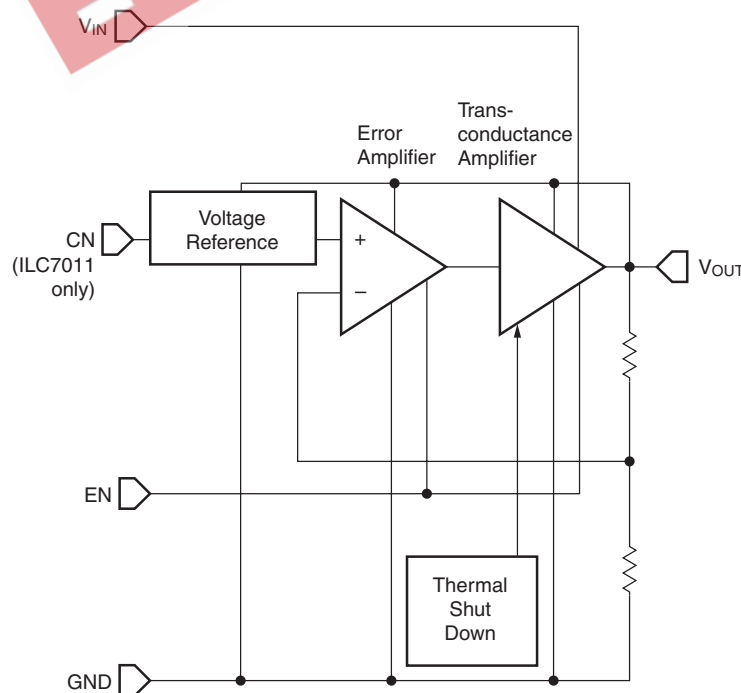 VIN
Trans-
conductance
Amplifier
Error
Amplifier
Voltage
Reference
CN
(ILC7011
only)
+
–
VOUT
EN
Thermal
Shut
Down
GND